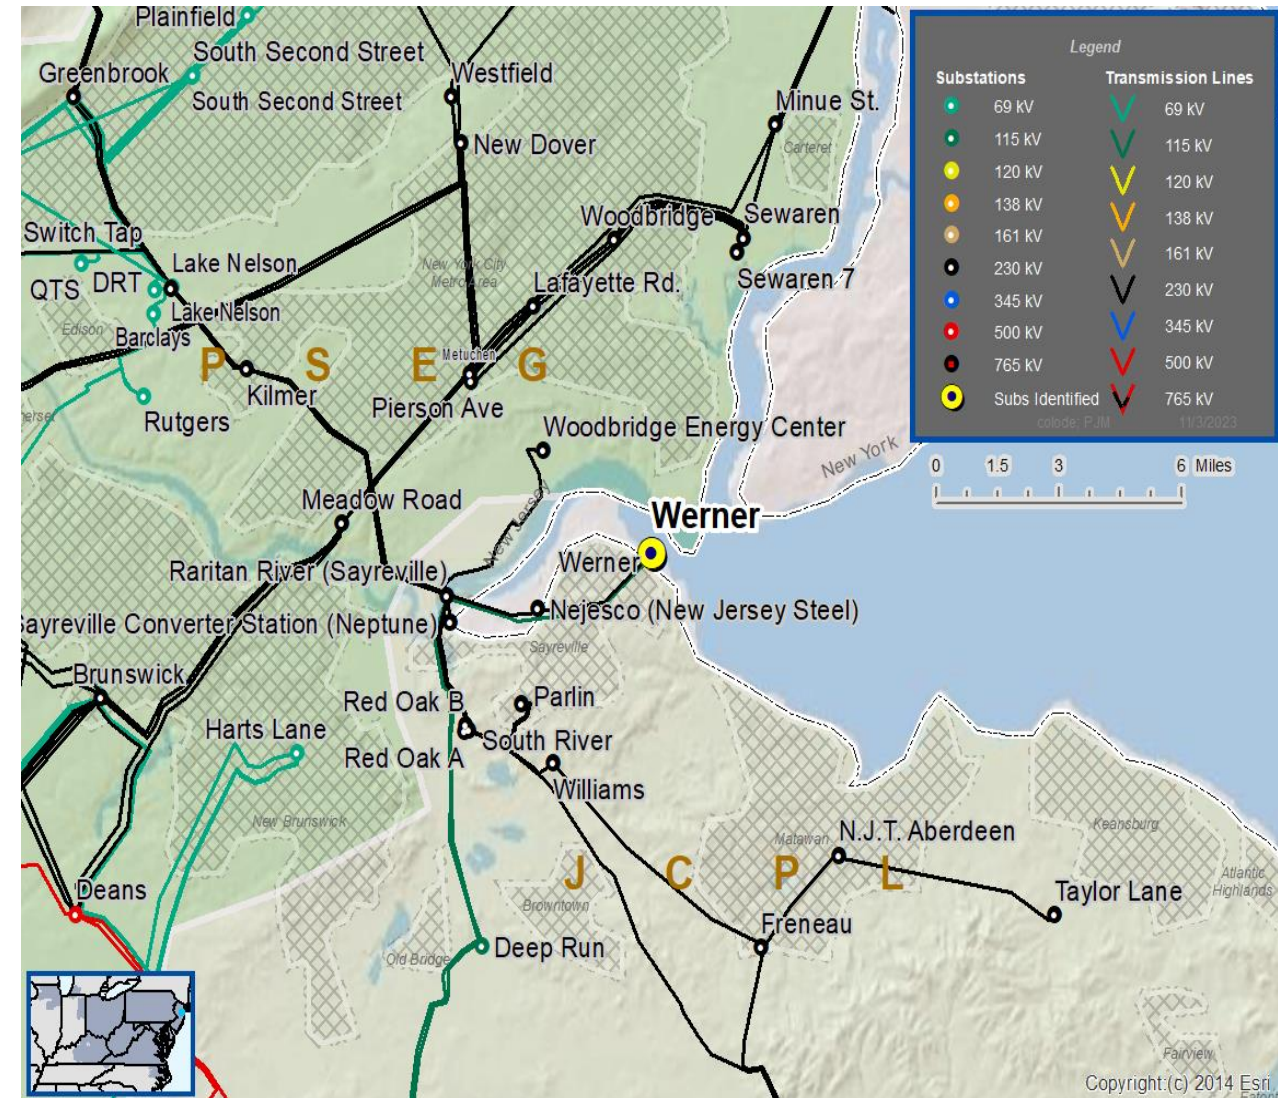 Plainfield
South Second Street
Greenbrook
Westfield
South Second Street
Minue St.
New Dover
Carteret
Switch Tap
Woodbridge
Sewaren
Lake Nelson
New York City
Metro Area
QTS
DRT
Lafayette Rd.
Sewaren 7
Lake Nelson
Edison
Barclays
Metuchen
P S E G
Kilmer
Pierson Ave
Rutgers
Woodbridge Energy Center
New York
Meadow Road
New Jersey
Werner
Raritan River (Sayreville)
Werner
Nejesco (New Jersey Steel)
Sayreville Converter Station (Neptune)
Sayreville
Brunswick
Red Oak B
Parlin
Harts Lane
South River
Red Oak A
Williams
New Brunswick
Matawan
N.J.T. Aberdeen
Keansburg
J C P L
Deans
Browntown
Taylor Lane
Atlantic
Highlands
Freneau
Old Bridge
Deep Run
Fairview
Copyright:(c) 2014 Esri
Legend
Substations
Transmission Lines
69 kV
69 kV
115 kV
115 kV
120 kV
120 kV
138 kV
138 kV
161 kV
161 kV
230 kV
230 kV
345 kV
345 kV
500 kV
500 kV
765 kV
765 kV
Subs Identified
colode; PJM
11/3/2023
0 1.5 3 6 Miles